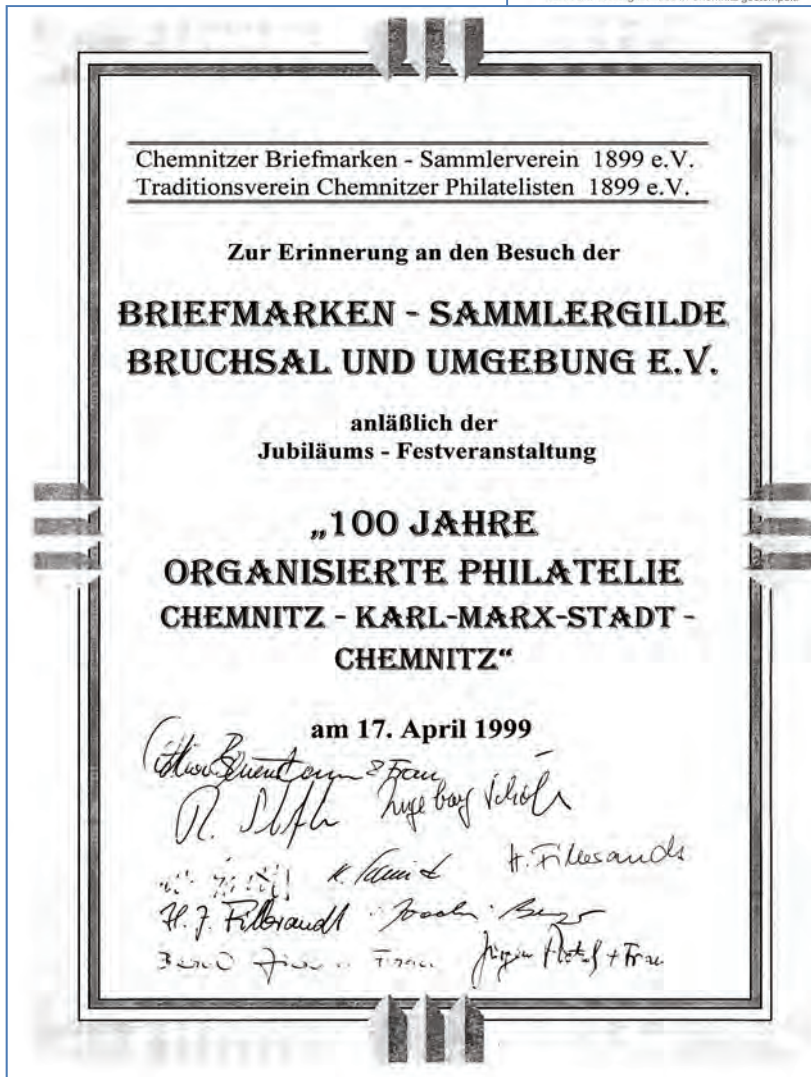 Chemnitzer Briefmarken - Sammlerverein 1899 e.V.
Traditionsverein Chemnitzer Philatelisten 1899 e.V.
Zur Erinnerung an den Besuch der
BRIEFMARKEN - SAMMLERGILDE
BRUCHSAL UND UMGEBUNG E.V.
anläßlich der
Jubiläums - Festveranstaltung
„100 JAHRE
ORGANISIERTE PHILATELIE
CHEMNITZ - KARL-MARX-STADT -
CHEMNITZ“
am 17. April 1999
& Frau
R. Ingeborg
H. Fillbrandt
H. J. Fillbrandt
Jürgen + Frau